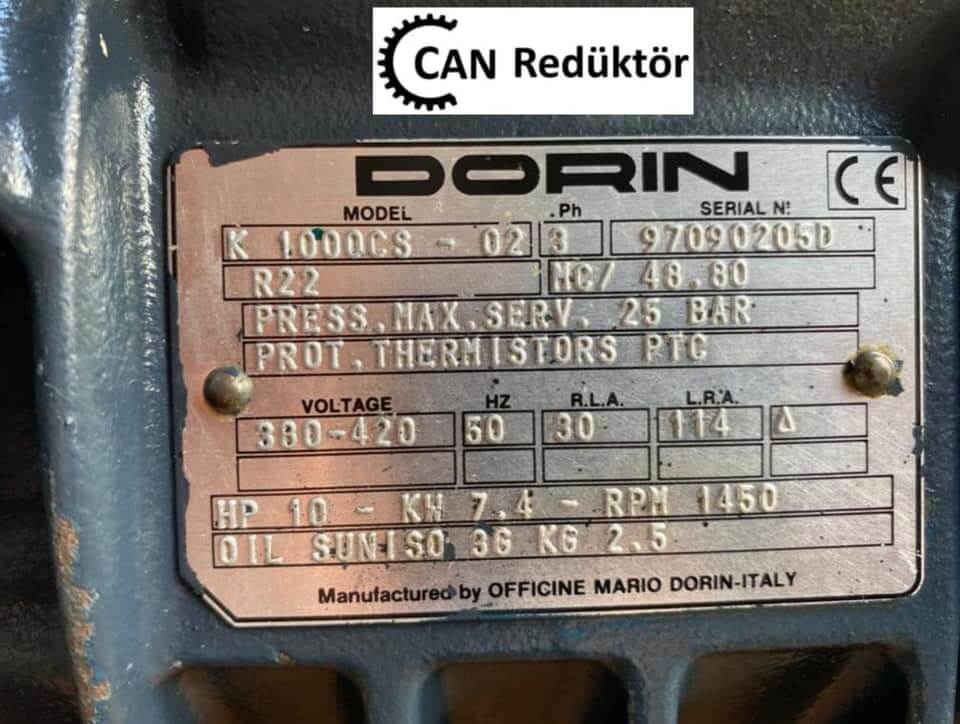 CAN Redüktör
DORIN
CE
MODEL .Ph SERIAL Nº
K 1000CS - 02 3 97090205D
R22 MC/ 48.80
PRESS.MAX.SERV. 25 BAR
PROT.THERMISTORS PTC
VOLTAGE HZ R.L.A. L.R.A.
380-420 50 30 114 Δ
HP 10 - KW 7.4 - RPM 1450
OIL SUNISO 3G KG 2.5
Manufactured by OFFICINE MARIO DORIN-ITALY